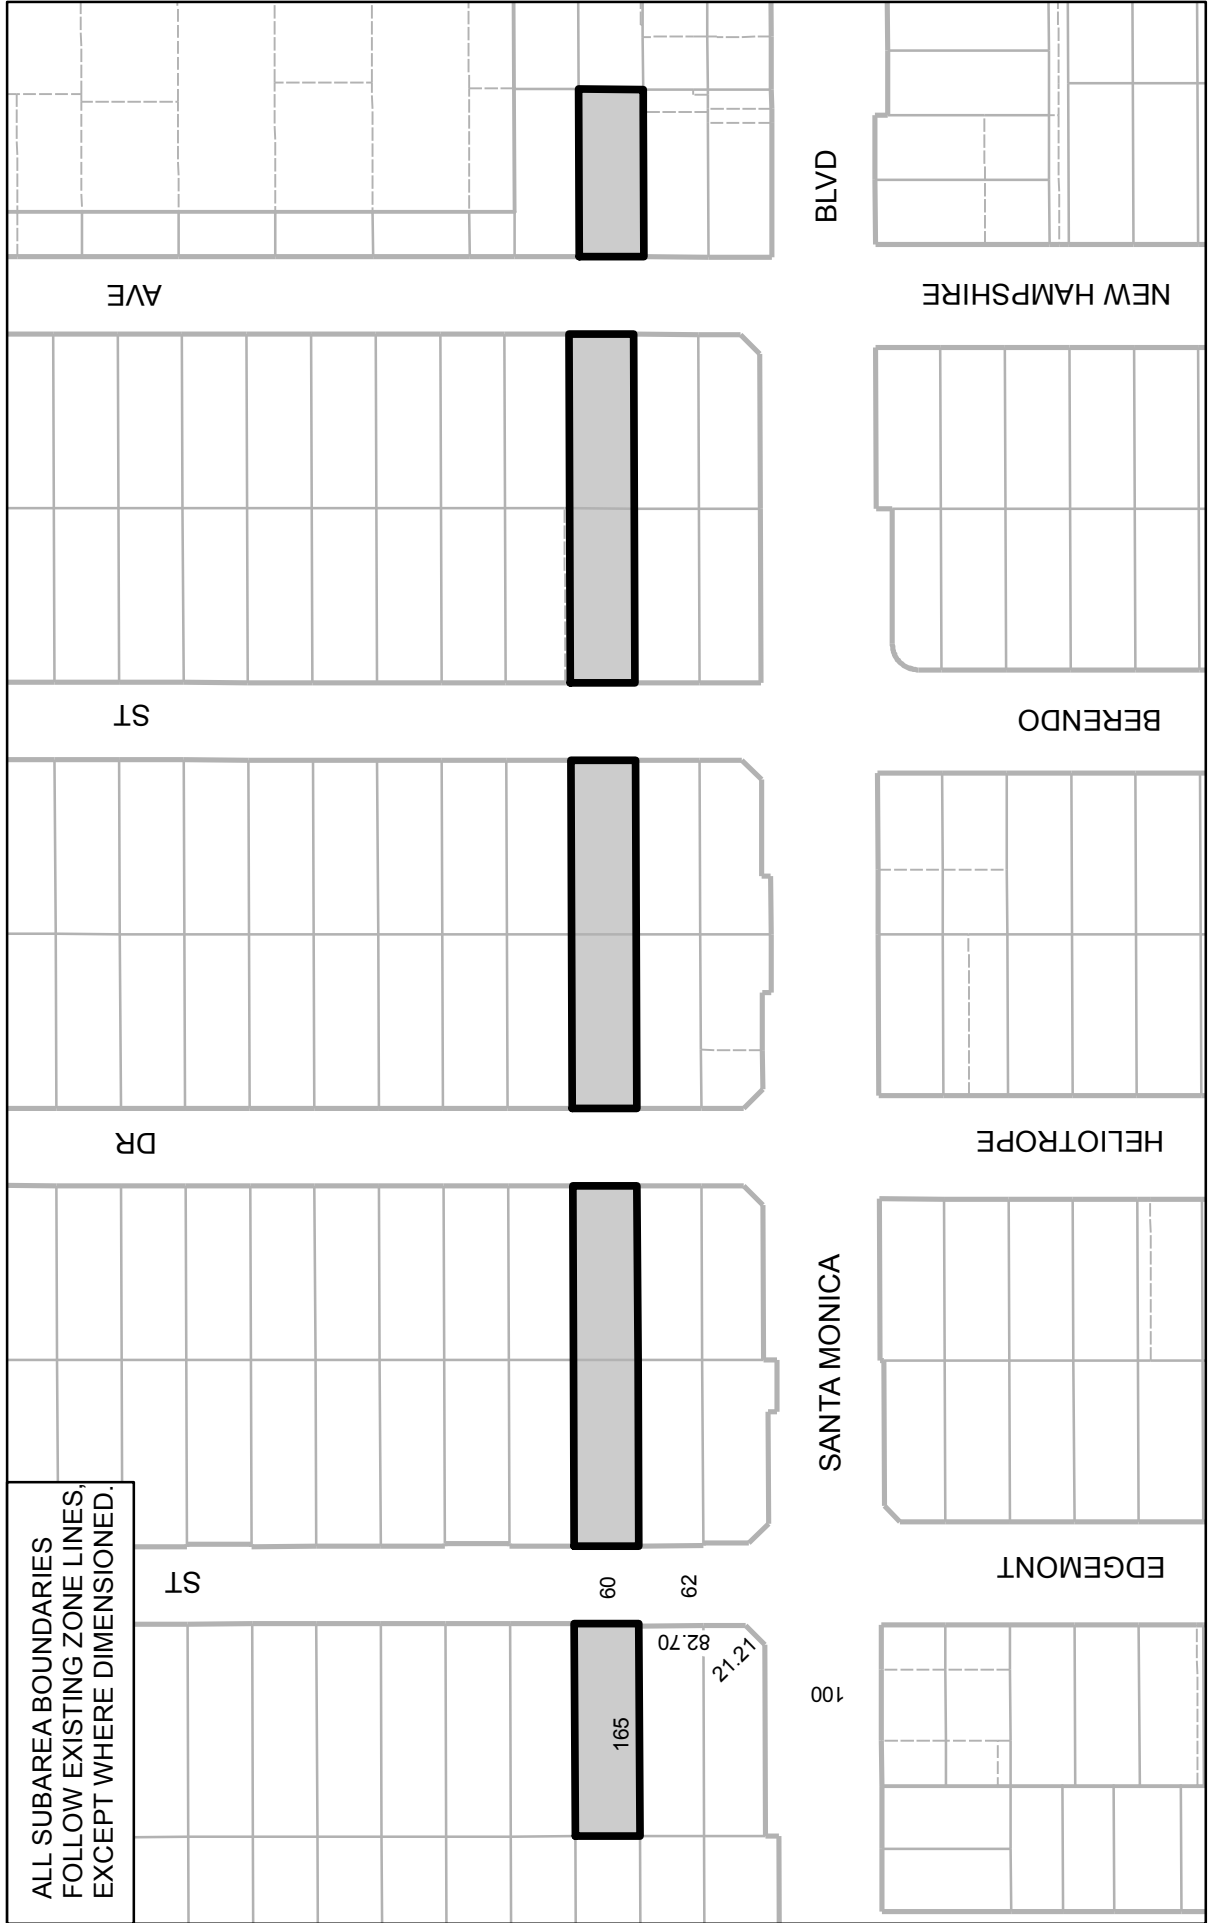 ALL SUBAREA BOUNDARIES
FOLLOW EXISTING ZONE LINES,
EXCEPT WHERE DIMENSIONED.
ST
DR
ST
AVE
60
62
82.70
21.21
165
100
SANTA MONICA
BLVD
EDGEMONT
HELIOTROPE
BERENDO
NEW HAMPSHIRE